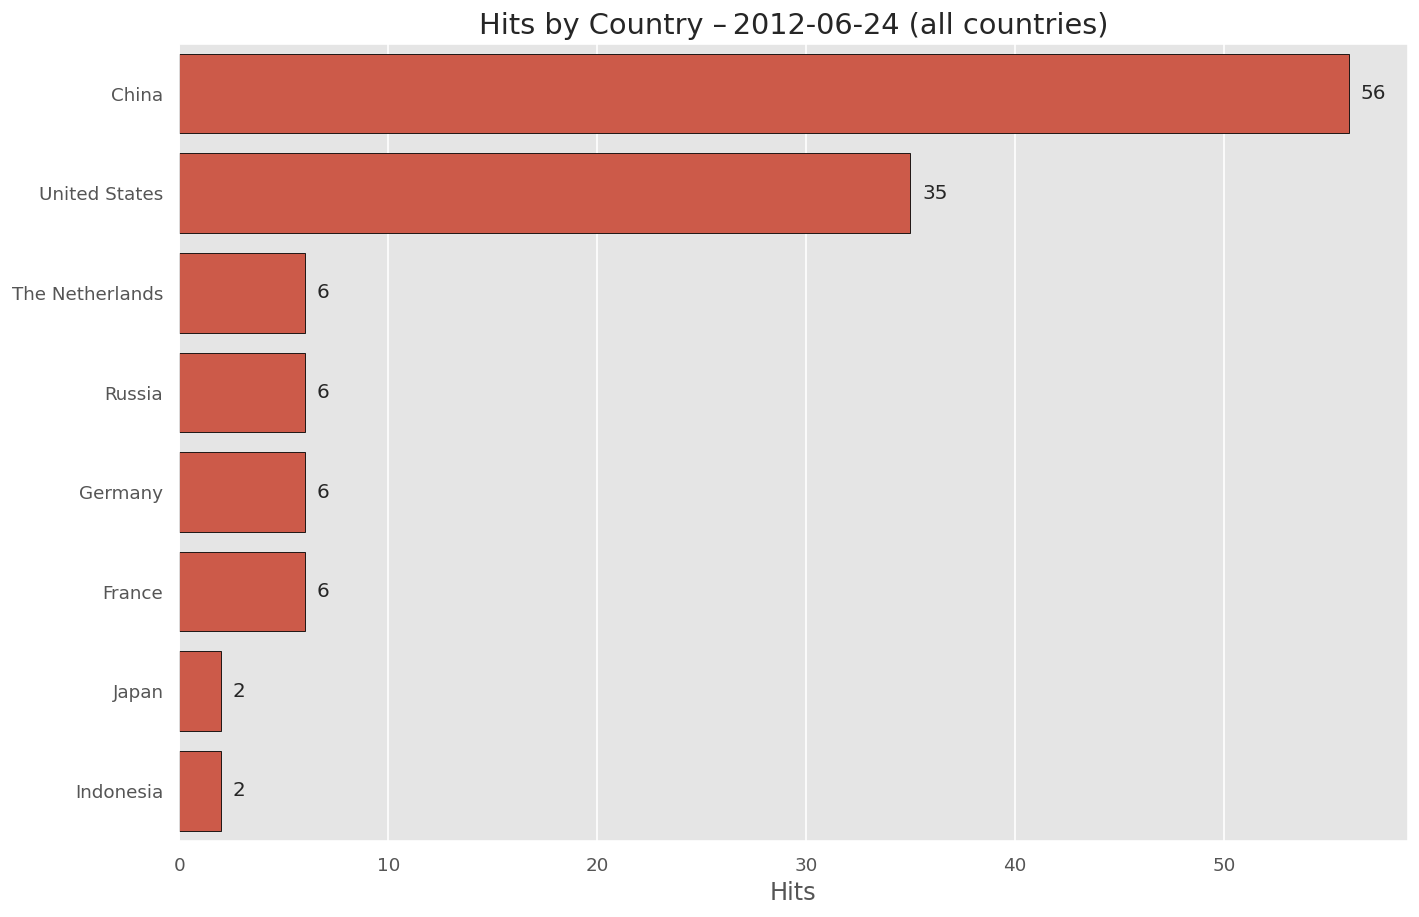 Hits by Country – 2012-06-24 (all countries)
China
56
United States
35
The Netherlands
6
Russia
6
Germany
6
France
6
Japan
2
Indonesia
2
0 10 20 30 40 50
Hits